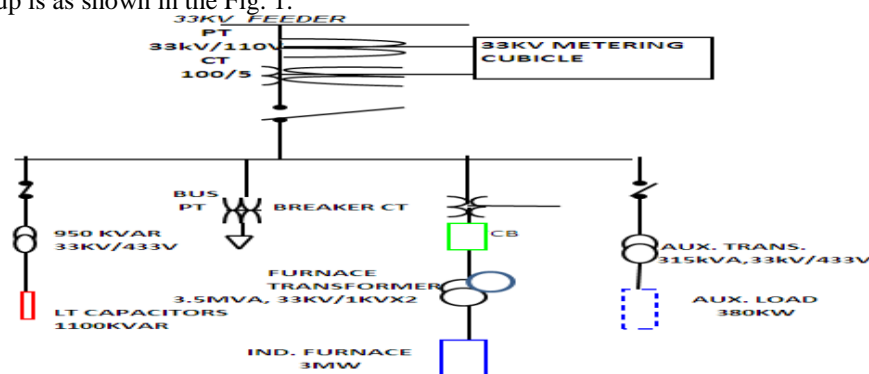 up is as shown in the Fig. 1.
33KV FEEDER
PT
33kV/110V
CT
100/5
33KV METERING
CUBICLE
BUS
PT
BREAKER CT
CB
950 KVAR
33KV/433V
LT CAPACITORS
1100KVAR
FURNACE
TRANSFORMER
3.5MVA, 33KV/1KVX2
IND. FURNACE
3MW
AUX. TRANS.
315kVA,33kV/433V
AUX. LOAD
380KW